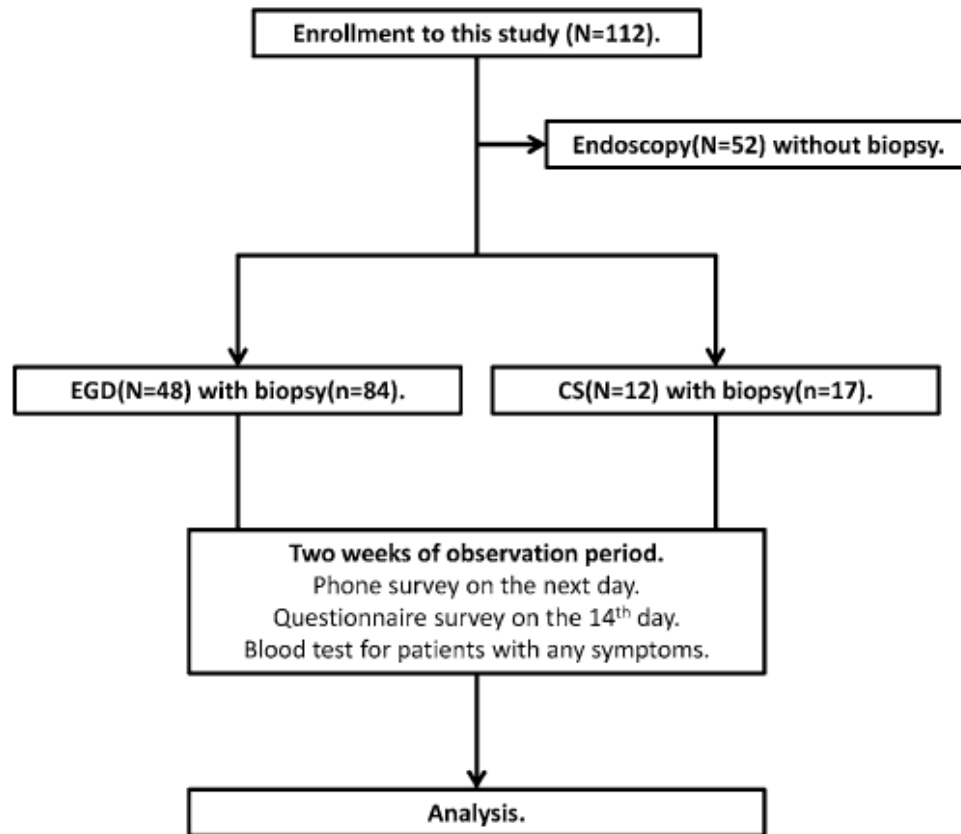 Enrollment to this study (N=112).
Endoscopy(N=52) without biopsy.
EGD(N=48) with biopsy(n=84).
CS(N=12) with biopsy(n=17).
Two weeks of observation period.
Phone survey on the next day.
Questionnaire survey on the 14th day.
Blood test for patients with any symptoms.
Analysis.